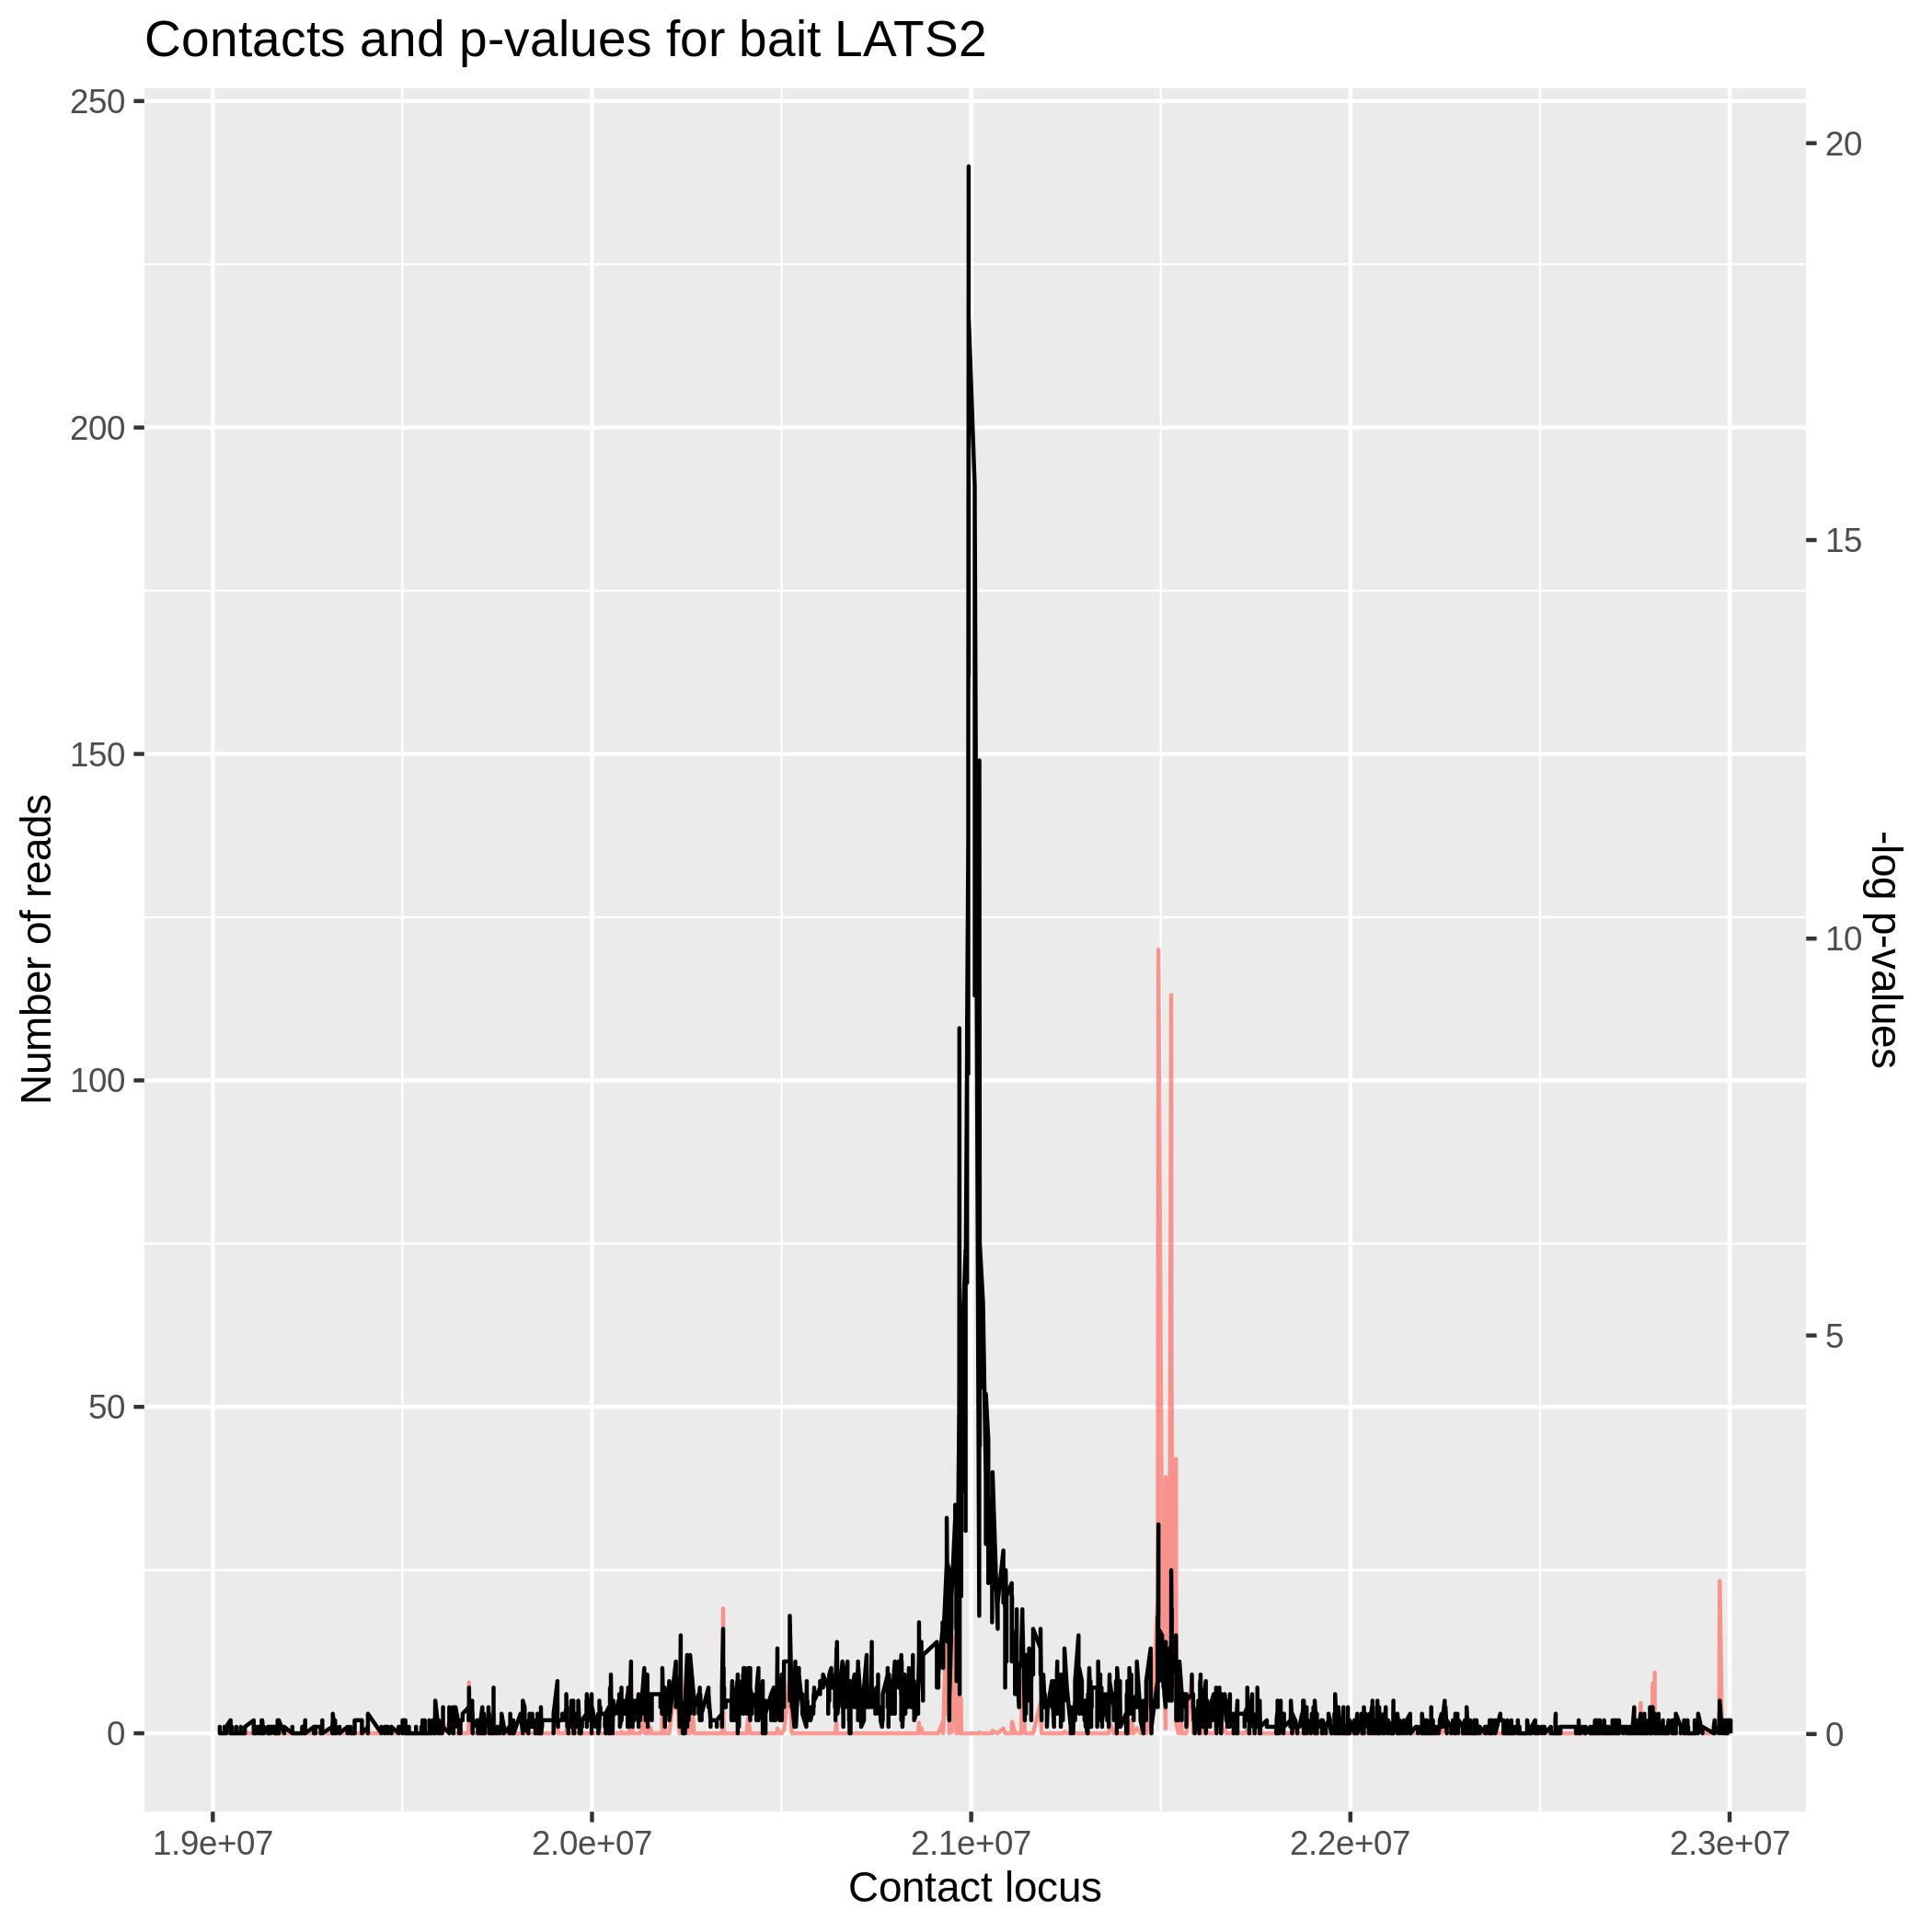 Contacts and p-values for bait LATS2
250
200
150
100
50
0
Number of reads
20
15
10
5
0
-log p-values
1.9e+07
2.0e+07
2.1e+07
2.2e+07
2.3e+07
Contact locus